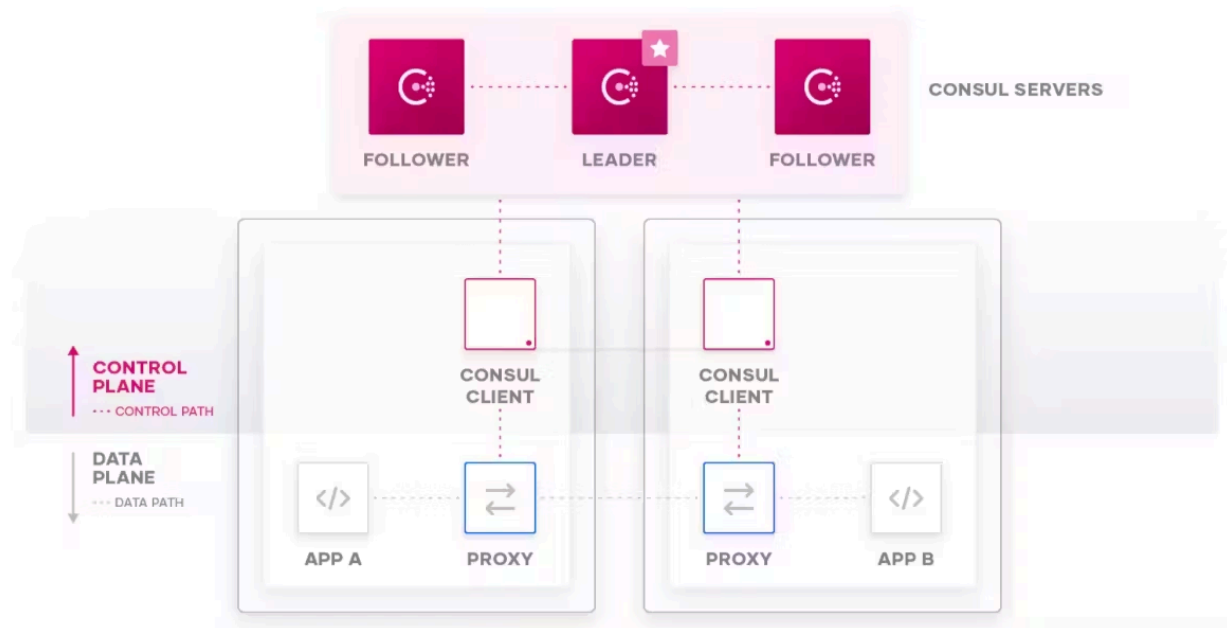 CONSUL SERVERS
FOLLOWER
LEADER
FOLLOWER
CONSUL
CLIENT
CONSUL
CLIENT
CONTROL
PLANE
··· CONTROL PATH
DATA
PLANE
··· DATA PATH
</>
</>
APP A
PROXY
PROXY
APP B